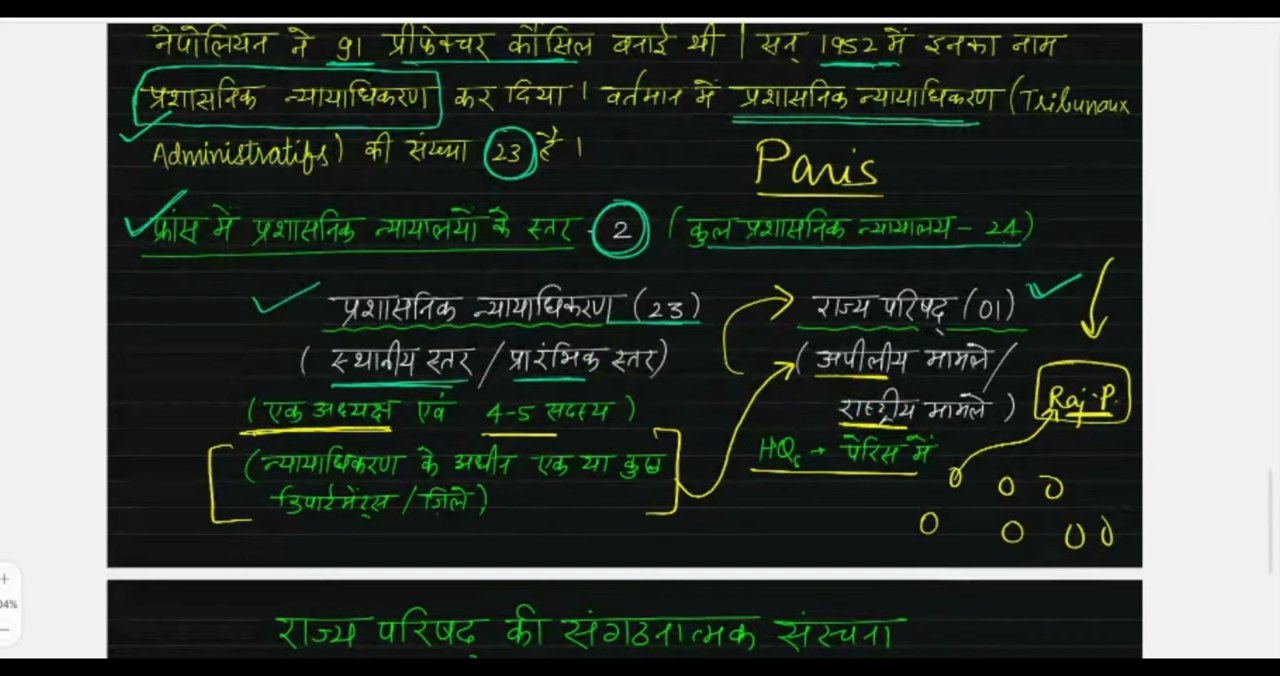 नेपोलियन ने 91 प्रीफेक्चर कौंसिल बनाई थी | सन् 1952 में इनका नाम
प्रशासनिक न्यायाधिकरण कर दिया | वर्तमान में प्रशासनिक न्यायाधिकरण (Tribunaux
Administratifs) की संख्या 23 है |
Paris
फ्रांस में प्रशासनिक न्यायालयों के स्तर - 2 ( कुल प्रशासनिक न्यायालय - 24 )
प्रशासनिक न्यायाधिकरण (23) राज्य परिषद् (01)
( स्थानीय स्तर / प्रारंभिक स्तर) ( अपीलीय मामले /
( एक अध्यक्ष एवं 4-5 सदस्य ) राष्ट्रीय मामले ) Raj. P.
(न्यायाधिकरण के अधीन एक या कुछ HQs → पेरिस में
डिपार्टमेंट्स / जिले)
राज्य परिषद् की संगठनात्मक संरचना